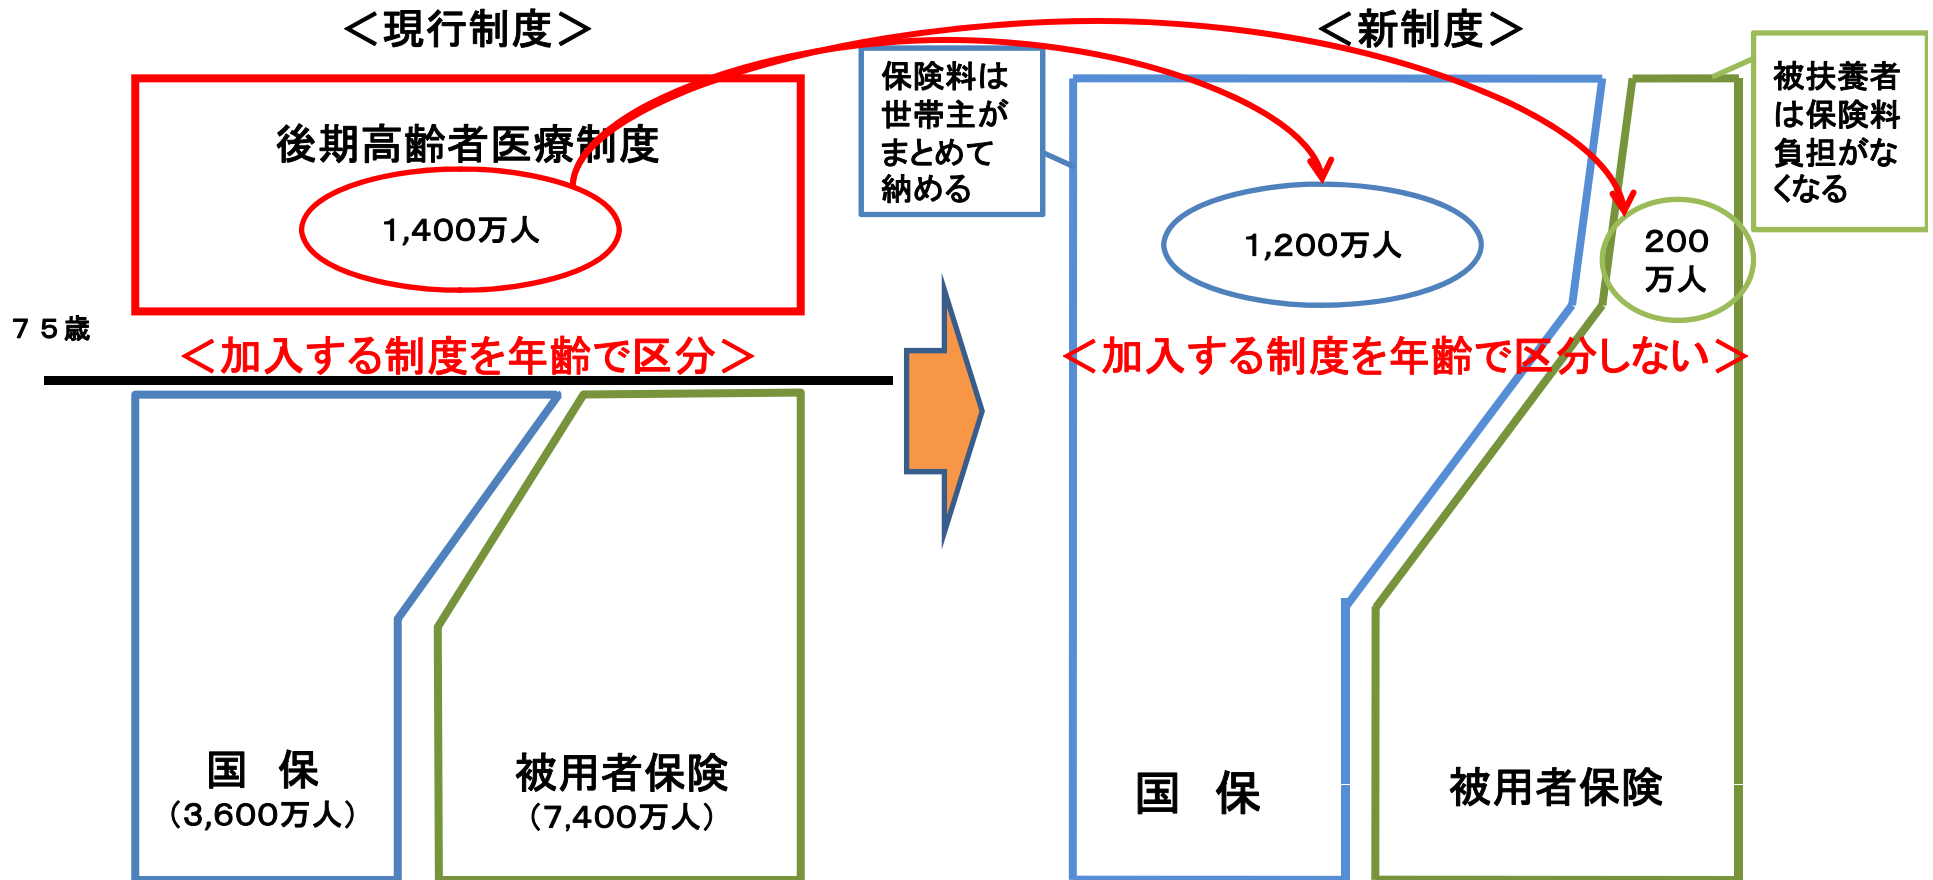 ＜現行制度＞
後期高齢者医療制度
1,400万人
７５歳
＜加入する制度を年齢で区分＞
国　保
（3,600万人）
被用者保険
（7,400万人）
＜新制度＞
保険料は
世帯主が
まとめて
納める
被扶養者
は保険料
負担がな
くなる
1,200万人
200
万人
＜加入する制度を年齢で区分しない＞
国　保
被用者保険